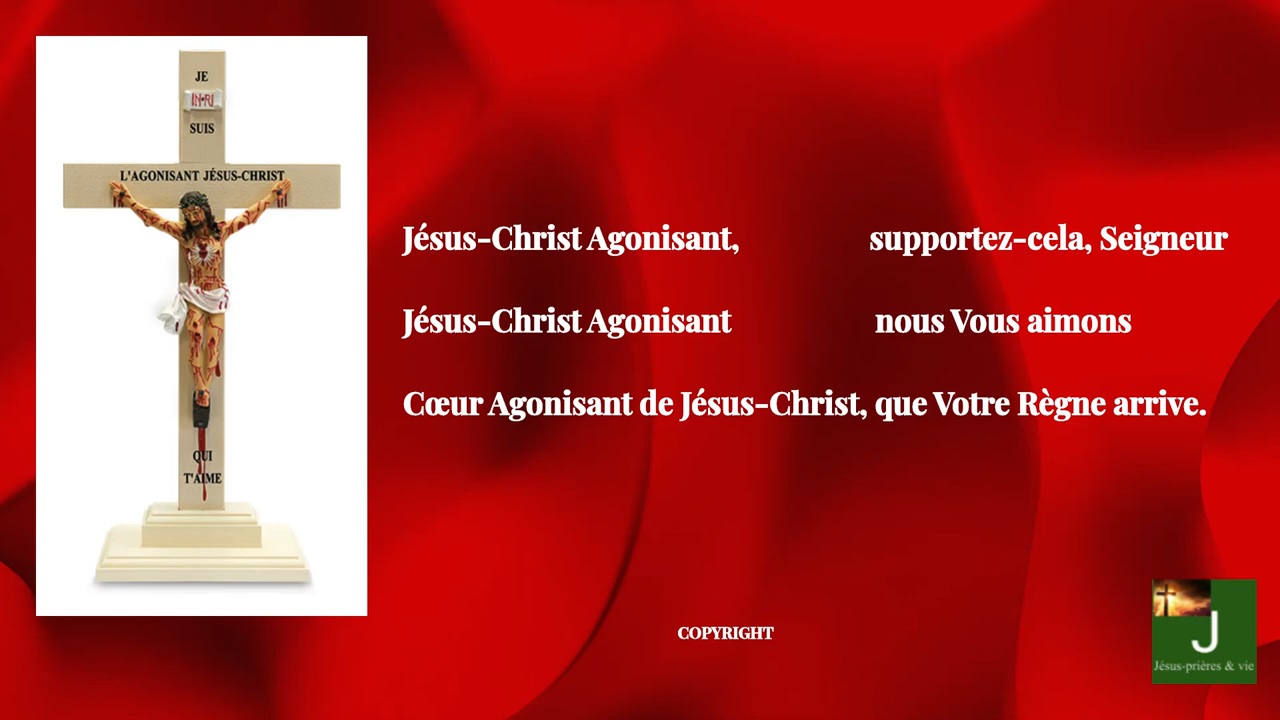 JE
INRI
SUIS
L'AGONISANT JÉSUS-CHRIST
QUI
T'AIME
Jésus-Christ Agonisant, supportez-cela, Seigneur
Jésus-Christ Agonisant nous Vous aimons
Cœur Agonisant de Jésus-Christ, que Votre Règne arrive.
COPYRIGHT
J
Jésus-prières & vie